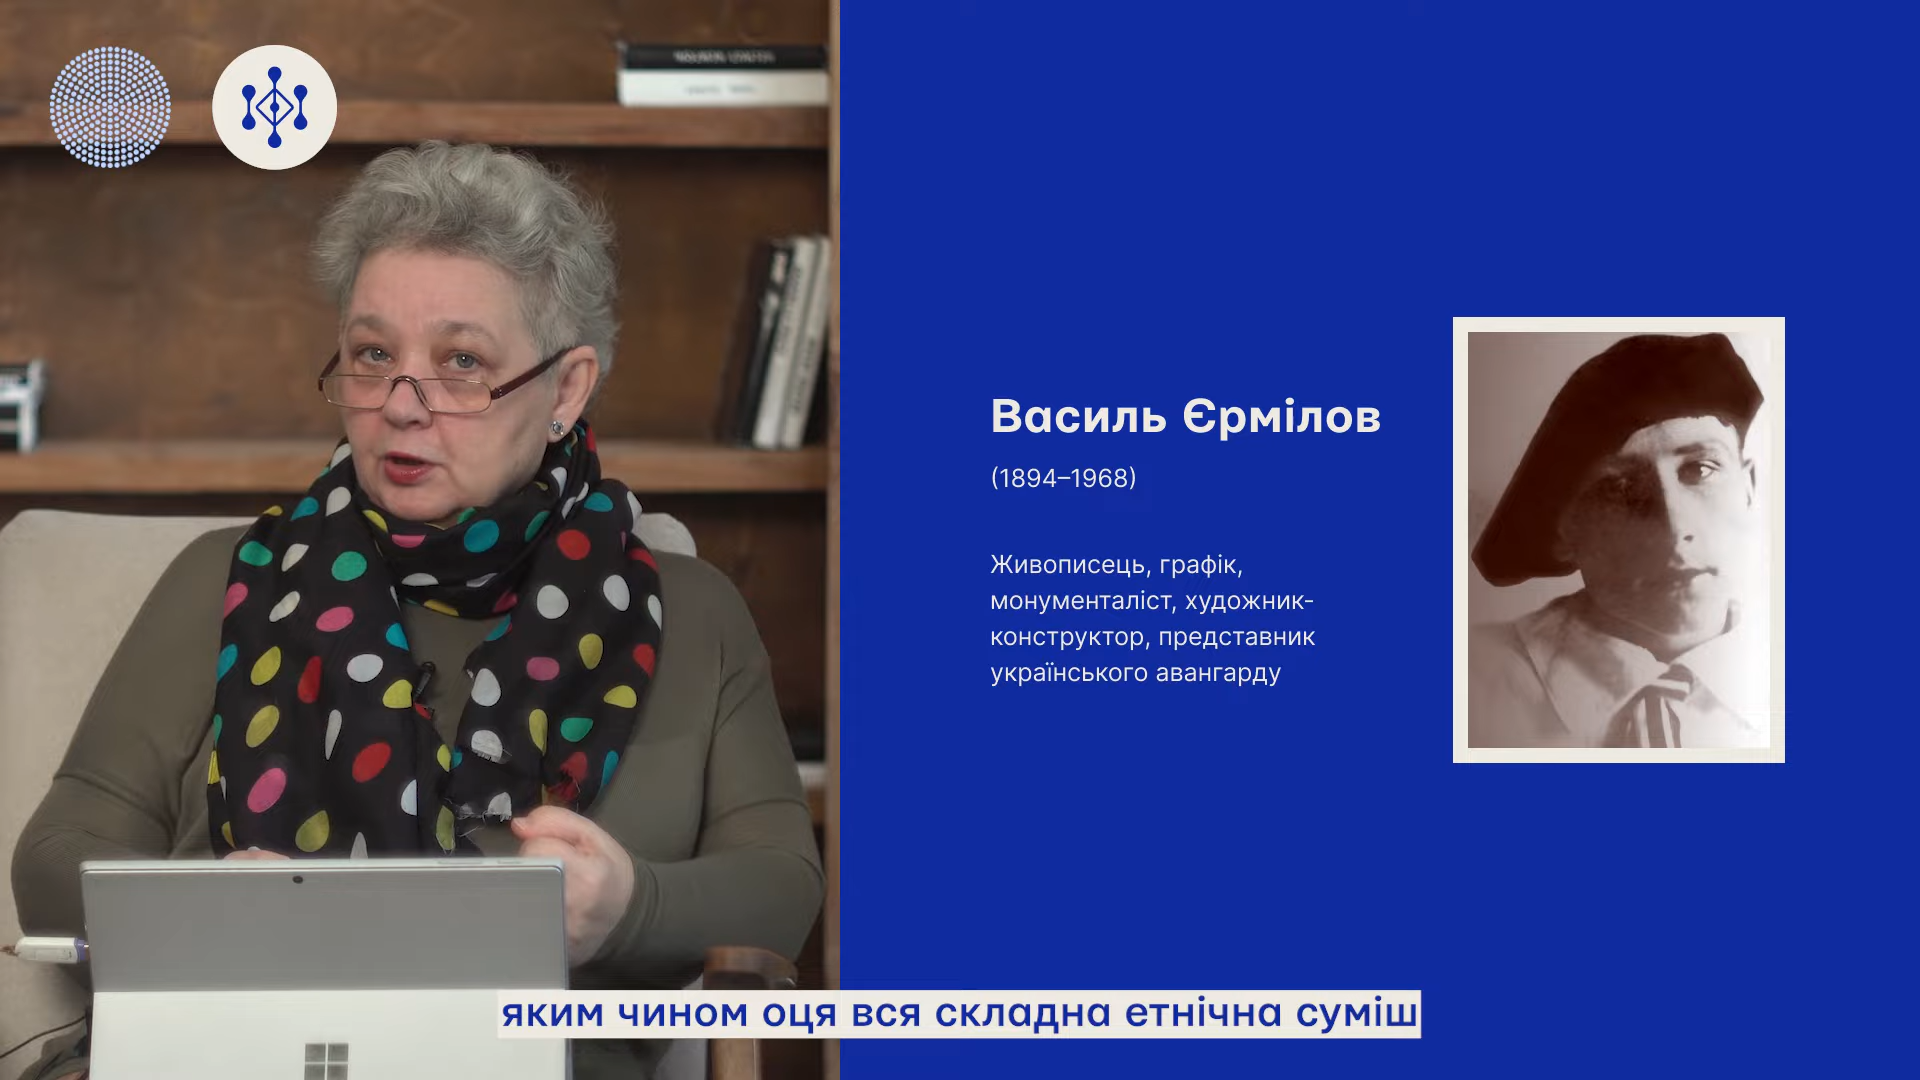 Василь Єрмілов
(1894–1968)
Живописець, графік,
монументаліст, художник-
конструктор, представник
українського авангарду
яким чином оця вся складна етнічна суміш